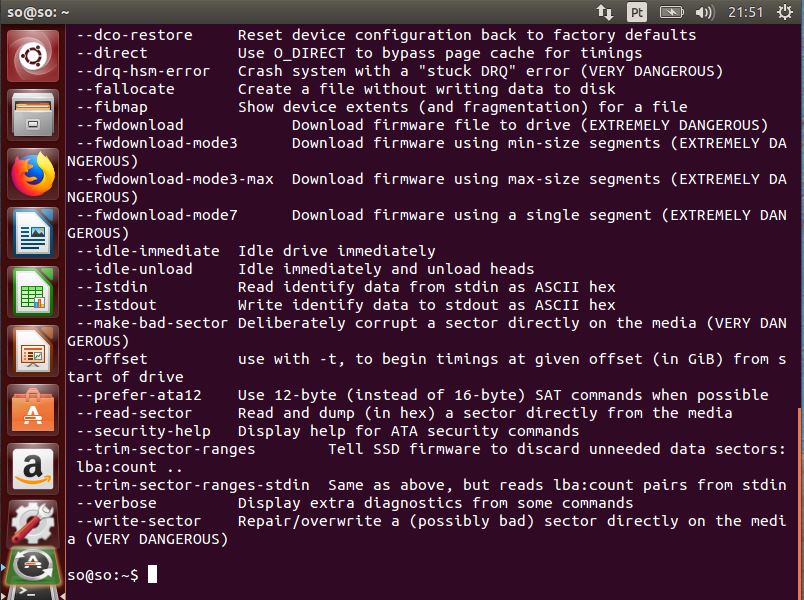 so@so: ~
Pt
21:51
--dco-restore     Reset device configuration back to factory defaults
--direct          Use O_DIRECT to bypass page cache for timings
--drq-hsm-error   Crash system with a "stuck DRQ" error (VERY DANGEROUS)
--fallocate       Create a file without writing data to disk
--fibmap          Show device extents (and fragmentation) for a file
--fwdownload            Download firmware file to drive (EXTREMELY DANGEROUS)
--fwdownload-mode3      Download firmware using min-size segments (EXTREMELY DA
NGEROUS)
--fwdownload-mode3-max  Download firmware using max-size segments (EXTREMELY DA
NGEROUS)
--fwdownload-mode7      Download firmware using a single segment (EXTREMELY DAN
GEROUS)
--idle-immediate  Idle drive immediately
--idle-unload     Idle immediately and unload heads
--Istdin          Read identify data from stdin as ASCII hex
--Istdout         Write identify data to stdout as ASCII hex
--make-bad-sector Deliberately corrupt a sector directly on the media (VERY DAN
GEROUS)
--offset          use with -t, to begin timings at given offset (in GiB) from s
tart of drive
--prefer-ata12    Use 12-byte (instead of 16-byte) SAT commands when possible
--read-sector     Read and dump (in hex) a sector directly from the media
--security-help   Display help for ATA security commands
--trim-sector-ranges        Tell SSD firmware to discard unneeded data sectors:
lba:count ..
--trim-sector-ranges-stdin  Same as above, but reads lba:count pairs from stdin
--verbose         Display extra diagnostics from some commands
--write-sector    Repair/overwrite a (possibly bad) sector directly on the medi
a (VERY DANGEROUS)
so@so:~$